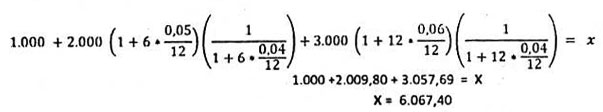 1.000 + 2.000 (1 + 6 * 0,05/12) (1/(1 + 6 * 0,04/12)) + 3.000 (1 + 12 * 0,06/12) (1/(1 + 12 * 0,04/12)) = x
1.000 +2.009,80 + 3.057,69 = X
X = 6.067,40